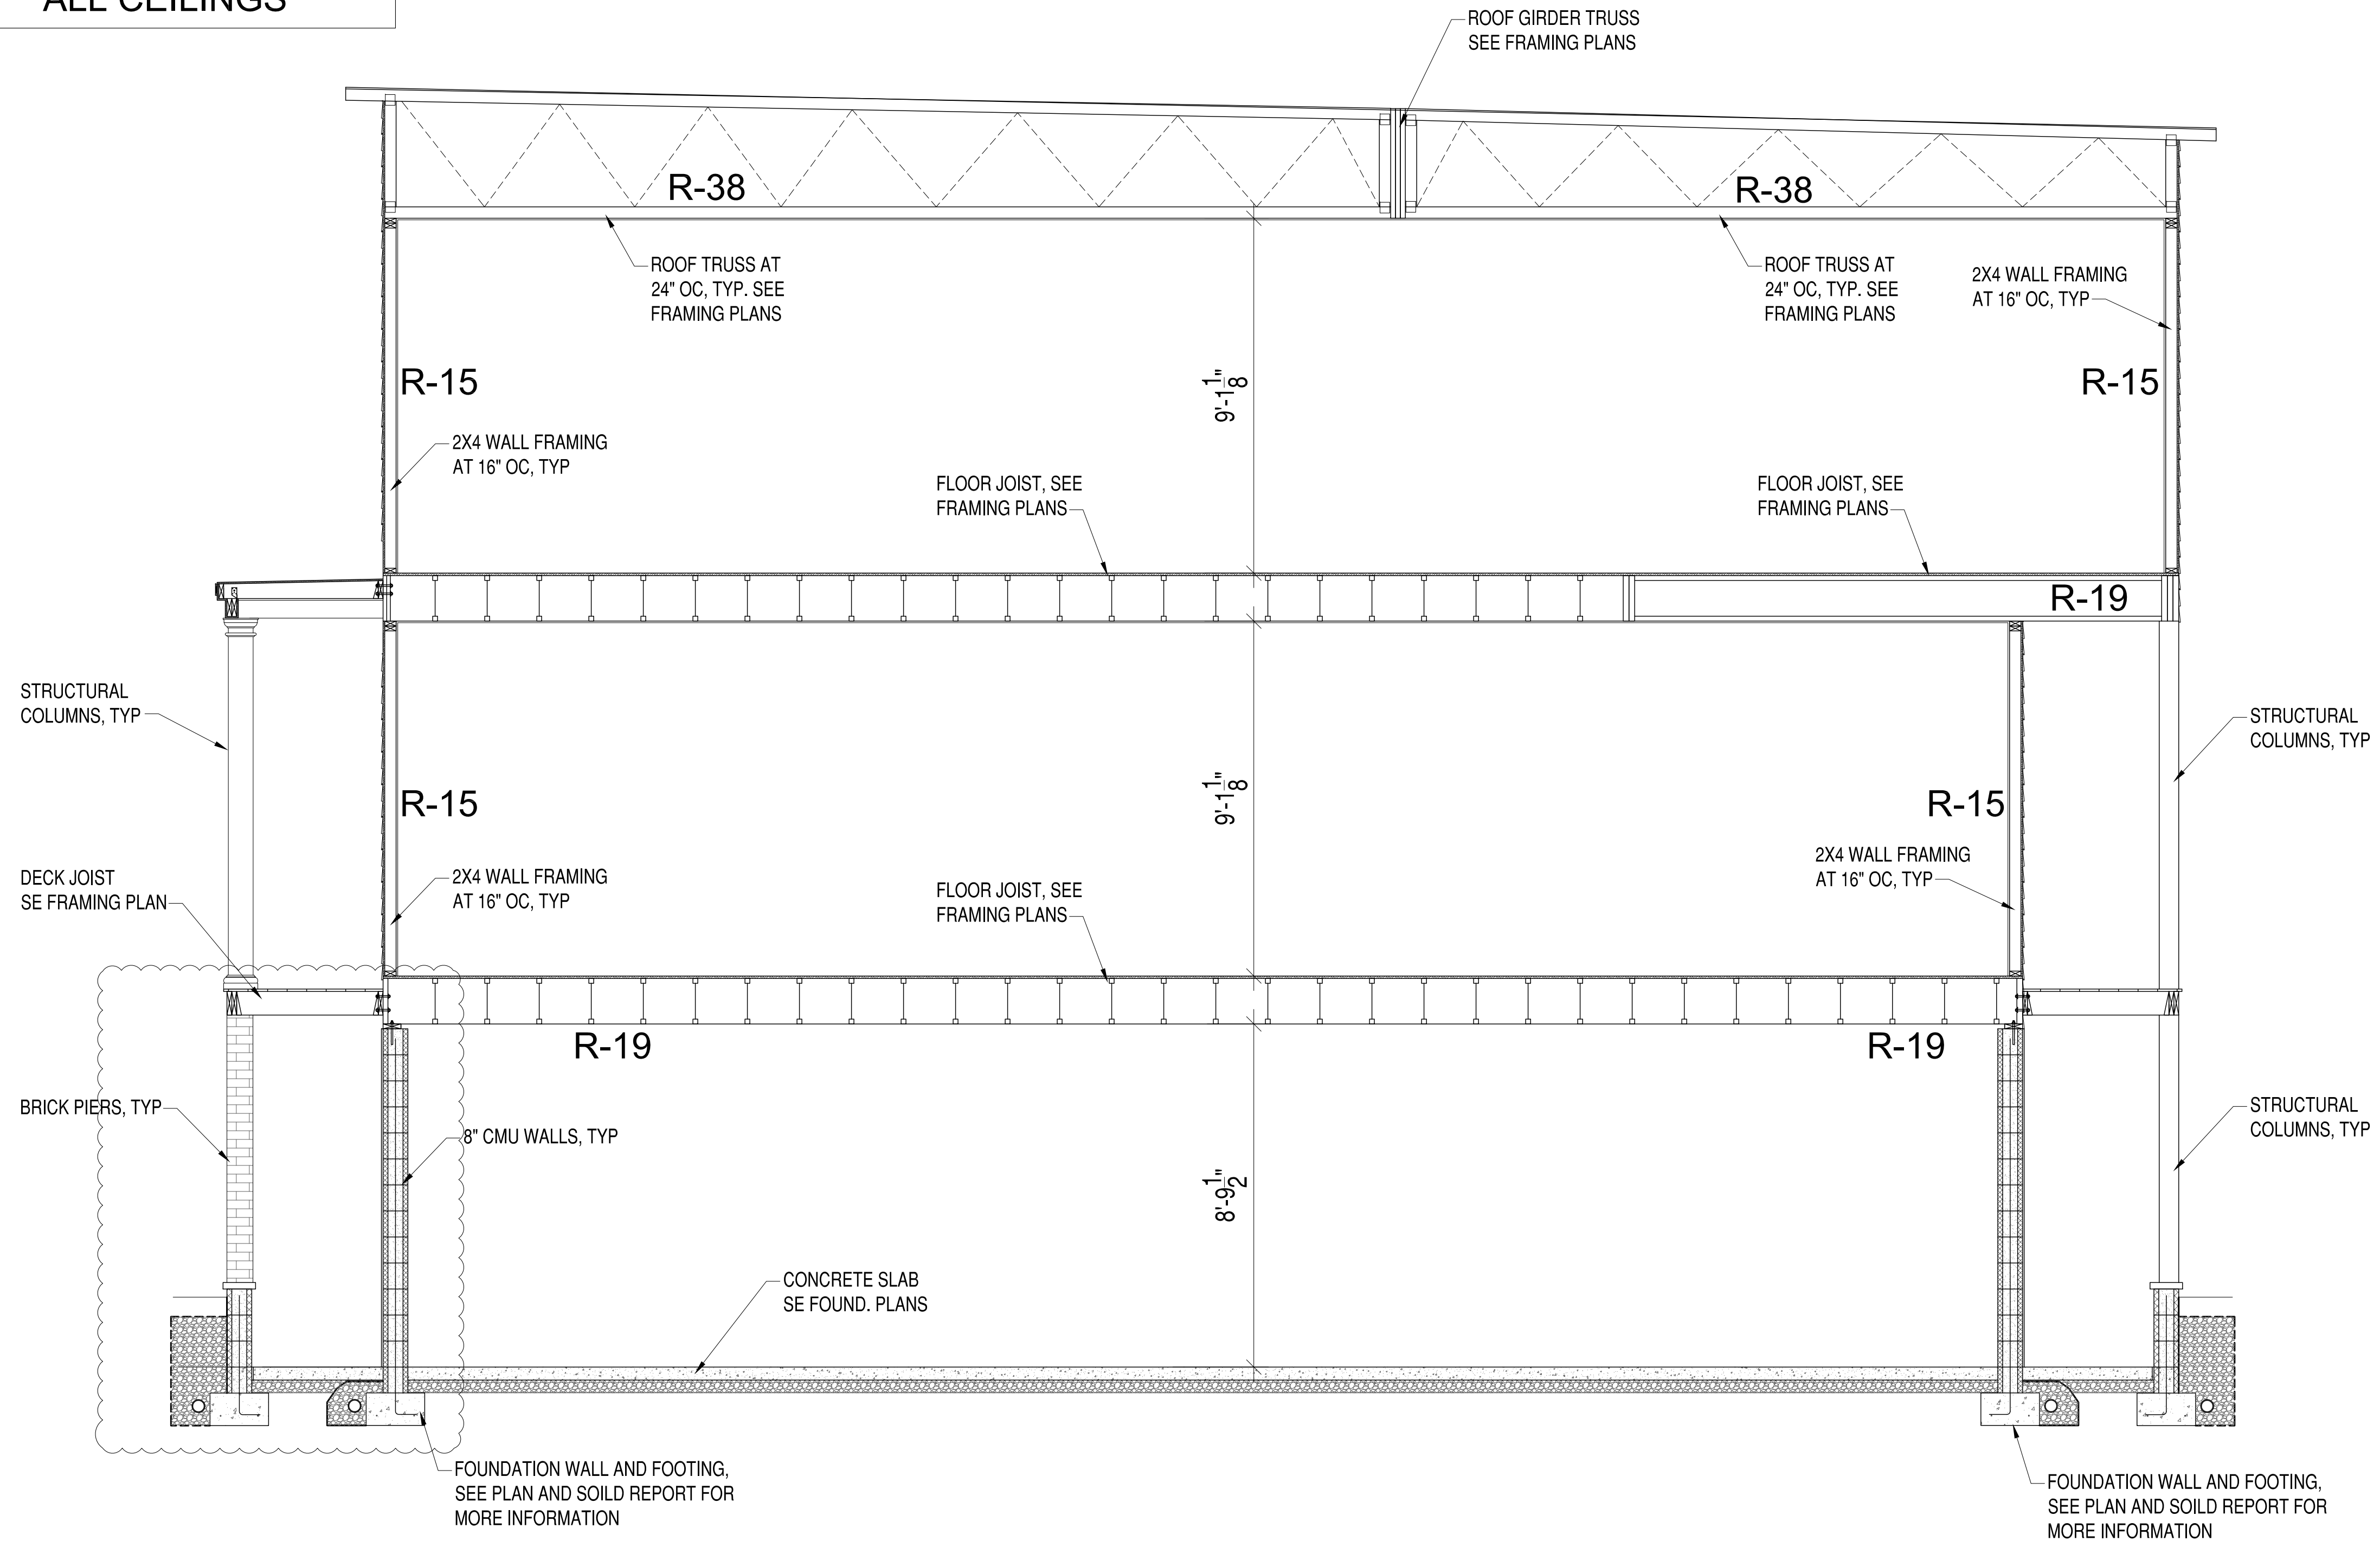 ALL CEILINGS
ROOF GIRDER TRUSS
SEE FRAMING PLANS
R-38
R-38
ROOF TRUSS AT
24" OC, TYP. SEE
FRAMING PLANS
ROOF TRUSS AT
24" OC, TYP. SEE
FRAMING PLANS
2X4 WALL FRAMING
AT 16" OC, TYP
R-15
9'-1 1/8"
R-15
2X4 WALL FRAMING
AT 16" OC, TYP
FLOOR JOIST, SEE
FRAMING PLANS
FLOOR JOIST, SEE
FRAMING PLANS
R-19
STRUCTURAL
COLUMNS, TYP
STRUCTURAL
COLUMNS, TYP
R-15
9'-1 1/8"
R-15
DECK JOIST
SE FRAMING PLAN
2X4 WALL FRAMING
AT 16" OC, TYP
FLOOR JOIST, SEE
FRAMING PLANS
2X4 WALL FRAMING
AT 16" OC, TYP
R-19
R-19
BRICK PIERS, TYP
8" CMU WALLS, TYP
8'-9 1/2"
STRUCTURAL
COLUMNS, TYP
CONCRETE SLAB
SE FOUND. PLANS
FOUNDATION WALL AND FOOTING,
SEE PLAN AND SOILD REPORT FOR
MORE INFORMATION
FOUNDATION WALL AND FOOTING,
SEE PLAN AND SOILD REPORT FOR
MORE INFORMATION